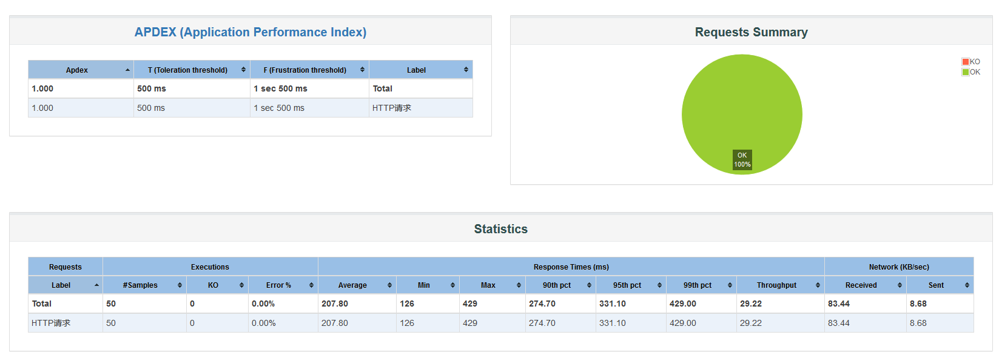 APDEX (Application Performance Index)
Apdex T (Toleration threshold) F (Frustration threshold) Label
1.000 500 ms 1 sec 500 ms Total
1.000 500 ms 1 sec 500 ms HTTP请求
Requests Summary
KO
OK
OK
100%
Statistics
Requests Executions Response Times (ms) Network (KB/sec)
Label #Samples KO Error % Average Min Max 90th pct 95th pct 99th pct Throughput Received Sent
Total 50 0 0.00% 207.80 126 429 274.70 331.10 429.00 29.22 83.44 8.68
HTTP请求 50 0 0.00% 207.80 126 429 274.70 331.10 429.00 29.22 83.44 8.68